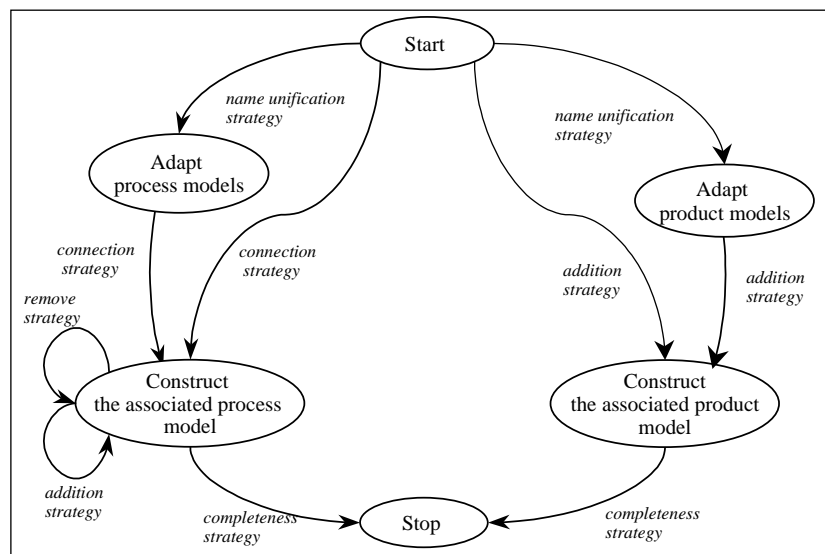 Start
name unification
strategy
name unification
strategy
Adapt
process models
Adapt
product models
connection
strategy
connection
strategy
addition
strategy
addition
strategy
remove
strategy
Construct
the associated process
model
Construct
the associated product
model
addition
strategy
completeness
strategy
Stop
completeness
strategy